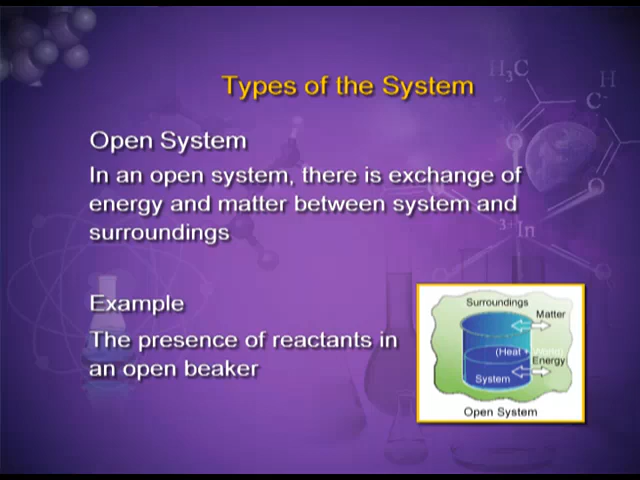 Types of the System
H₃C
H
C
Open System
In an open system, there is exchange of
energy and matter between system and
surroundings
³⁺In
Example
The presence of reactants in
an open beaker
Surroundings
Matter
(Heat +
Energy
System
Open System